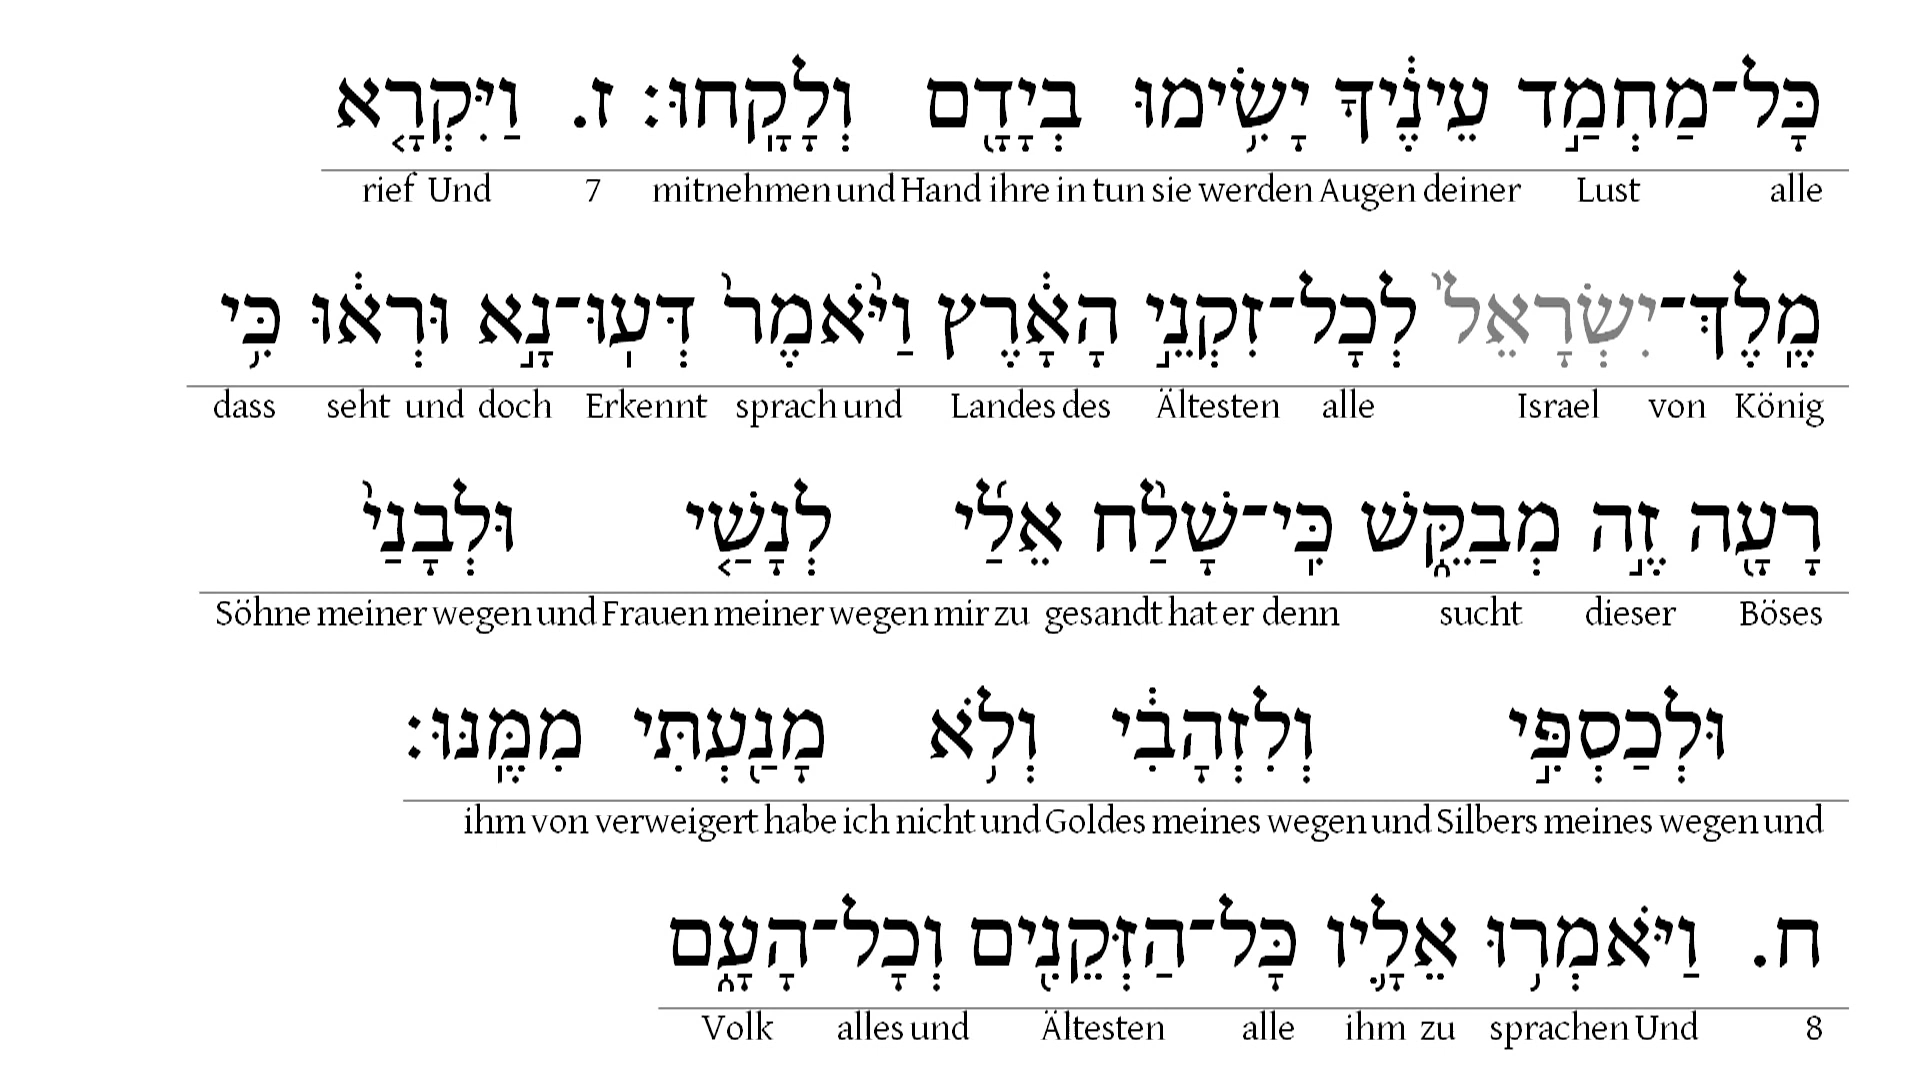 כָּל־מַחְמַ֣ד עֵינֶ֔יךָ יָשִׂ֥ימוּ בְיָדָ֖ם וְלָקָֽחוּ׃ ז. וַיִּקְרָ֤א
rief Und 7 mitnehmen und Hand ihre in tun sie werden Augen deiner Lust alle
מֶֽלֶךְ־יִשְׂרָאֵל֙ לְכָל־זִקְנֵ֣י הָאָ֔רֶץ וַיֹּ֙אמֶר֙ דְּעֽוּ־נָ֣א וּרְא֔וּ כִּ֥י
dass seht und doch Erkennt sprach und Landes des Ältesten alle Israel von König
רָעָ֖ה זֶ֣ה מְבַקֵּ֑שׁ כִּֽי־שָׁלַ֨ח אֵלַ֜י לְנָשַׁ֤י וּלְבָנַי֙
Söhne meiner wegen und Frauen meiner wegen mir zu gesandt hat er denn sucht dieser Böses
וּלְכַסְפִּ֣י וְלִזְהָבִ֔י וְלֹ֥א מָנַ֖עְתִּי מִמֶּֽנּוּ׃
ihm von verweigert habe ich nicht und Goldes meines wegen und Silbers meines wegen und
ח. וַיֹּאמְר֥וּ אֵלָ֛יו כָּל־הַזְּקֵנִ֖ים וְכָל־הָעָ֑ם
Volk alles und Ältesten alle ihm zu sprachen Und 8